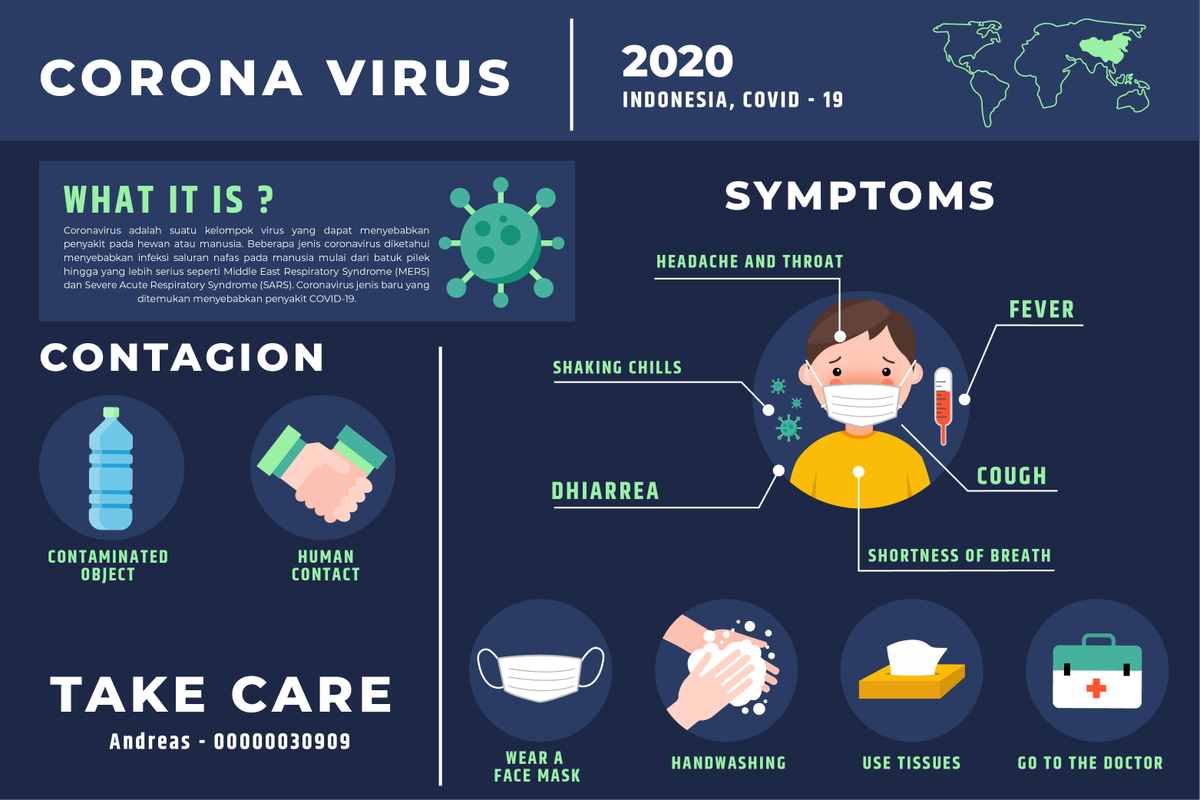 CORONA VIRUS
2020
INDONESIA, COVID - 19
WHAT IT IS ?
Coronavirus adalah suatu kelompok virus yang dapat menyebabkan
penyakit pada hewan atau manusia. Beberapa jenis coronavirus diketahui
menyebabkan infeksi saluran nafas pada manusia mulai dari batuk pilek
hingga yang lebih serius seperti Middle East Respiratory Syndrome (MERS)
dan Severe Acute Respiratory Syndrome (SARS). Coronavirus jenis baru yang
ditemukan menyebabkan penyakit COVID-19.
CONTAGION
CONTAMINATED
OBJECT
HUMAN
CONTACT
TAKE CARE
Andreas - 00000030909
SYMPTOMS
HEADACHE AND THROAT
FEVER
SHAKING CHILLS
DHIARREA
COUGH
SHORTNESS OF BREATH
WEAR A
FACE MASK
HANDWASHING
USE TISSUES
GO TO THE DOCTOR